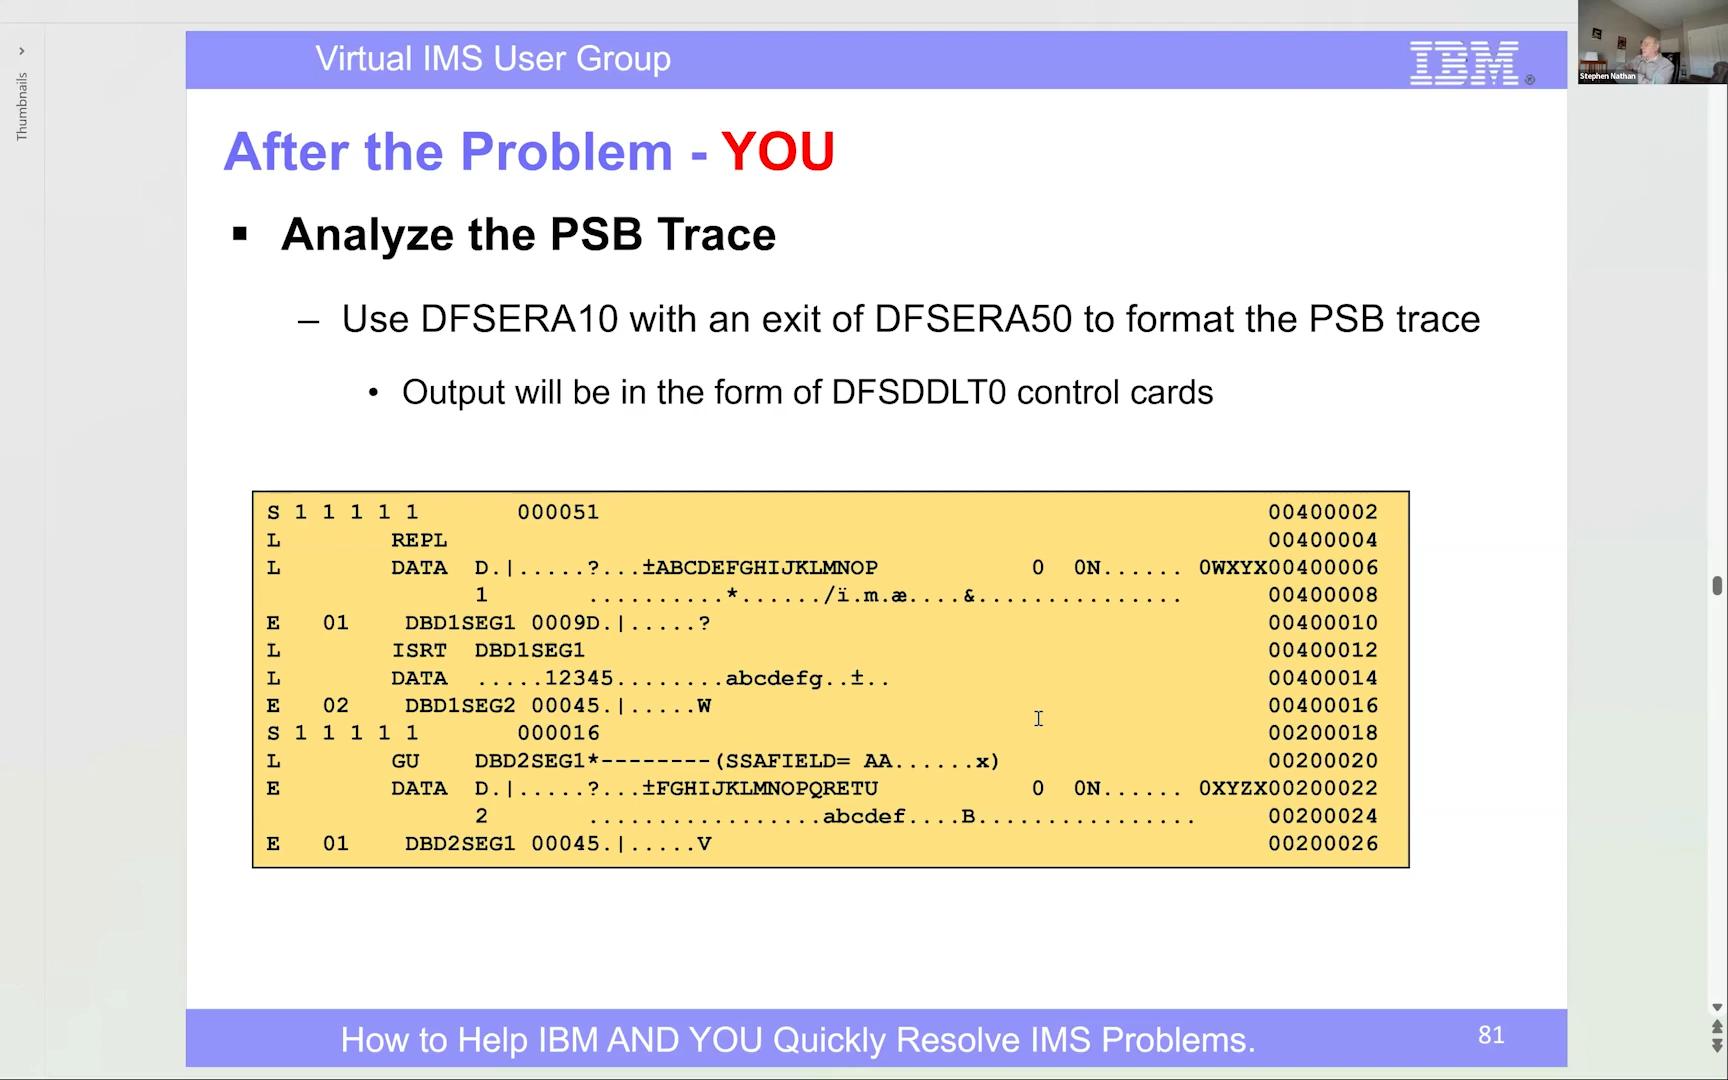 Thumbnails
Virtual IMS User Group
IBM®
Stephen Nathan
After the Problem - YOU
▪ Analyze the PSB Trace
– Use DFSERA10 with an exit of DFSERA50 to format the PSB trace
• Output will be in the form of DFSDDLT0 control cards
S 1 1 1 1 1       000051                                                00400002
L        REPL                                                           00400004
L        DATA  D.|.....?...±ABCDEFGHIJKLMNOP           0  0N...... 0WXYX00400006
               1       ..........*....../ï.m.æ....&...............      00400008
E   01    DBD1SEG1 0009D.|.....?                                        00400010
L        ISRT  DBD1SEG1                                                 00400012
L        DATA  .....12345........abcdefg..±..                           00400014
E   02    DBD1SEG2 00045.|.....W                                        00400016
S 1 1 1 1 1       000016                                                00200018
L        GU    DBD2SEG1*--------(SSAFIELD= AA......x)                   00200020
E        DATA  D.|.....?...±FGHIJKLMNOPQRETU           0  0N...... 0XYZX00200022
               2       .................abcdef....B................     00200024
E   01    DBD2SEG1 00045.|.....V                                        00200026
How to Help IBM AND YOU Quickly Resolve IMS Problems.
81